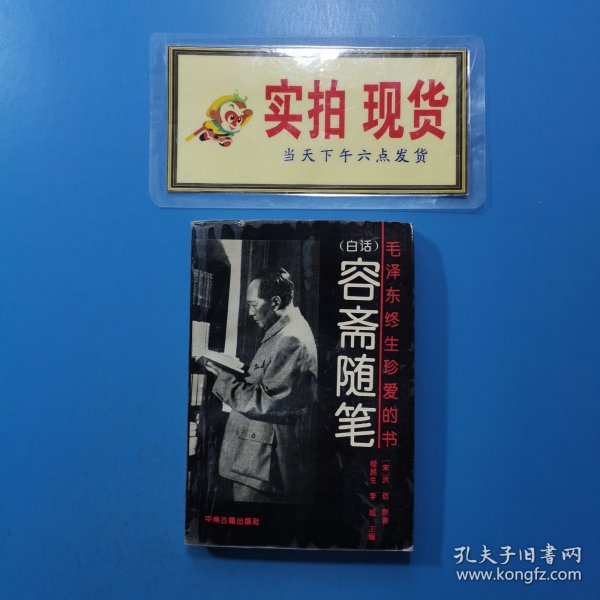 实拍 现货
当天下午六点发货
(白话)
容斋随笔
毛泽东终生珍爱的书
[宋]洪迈 原著
程民生 李旭 主编
中州古籍出版社
孔夫子旧书网
www.kongfz.com